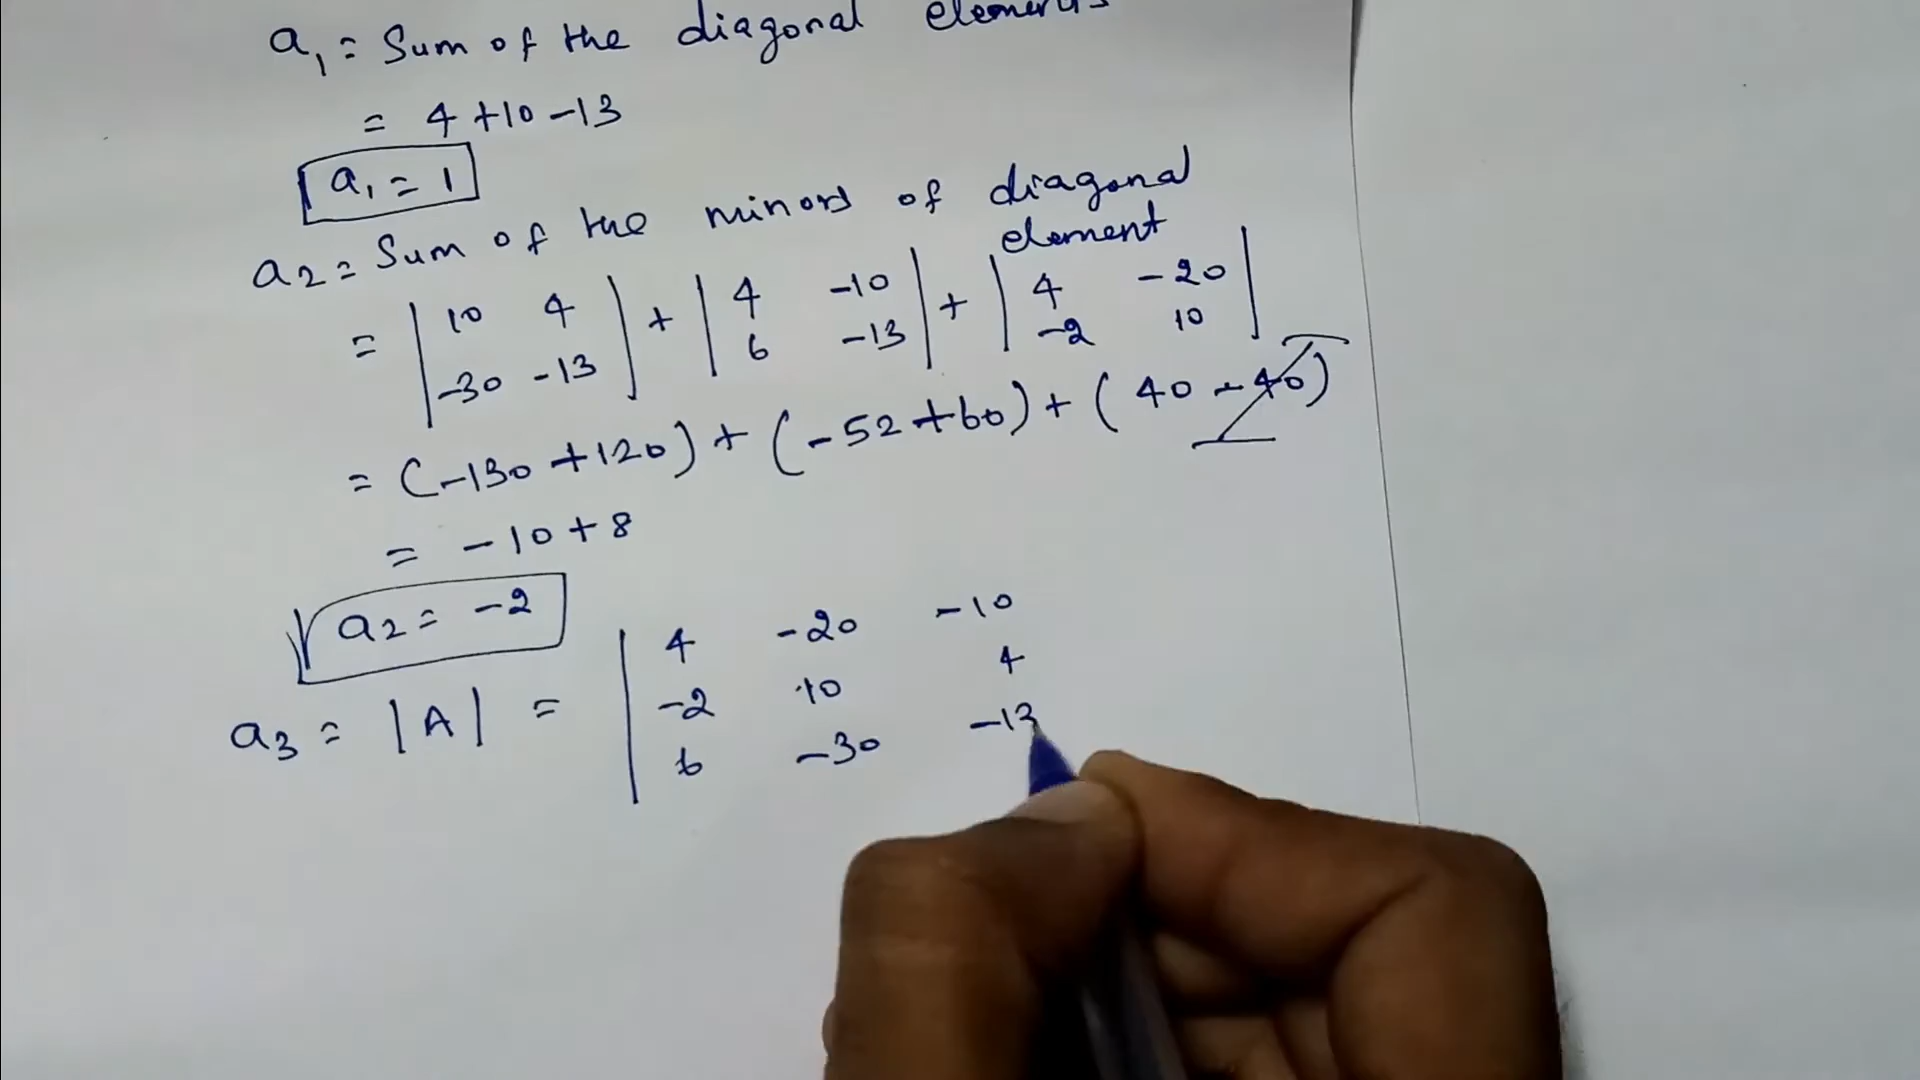 a₁ = Sum of the diagonal elements
= 4 + 10 - 13
a₁ = 1
a₂ = Sum of the minors of diagonal element
= | 10 4 | + | 4 -10 | + | 4 -20 |
| -30 -13 | | 6 -13 | | -2 10 |
= (-130 + 120) + (-52 + 60) + (40 - 40)
= -10 + 8
a₂ = -2
a₃ = |A| = | 4 -20 -10
-2 10 4
6 -30 -13